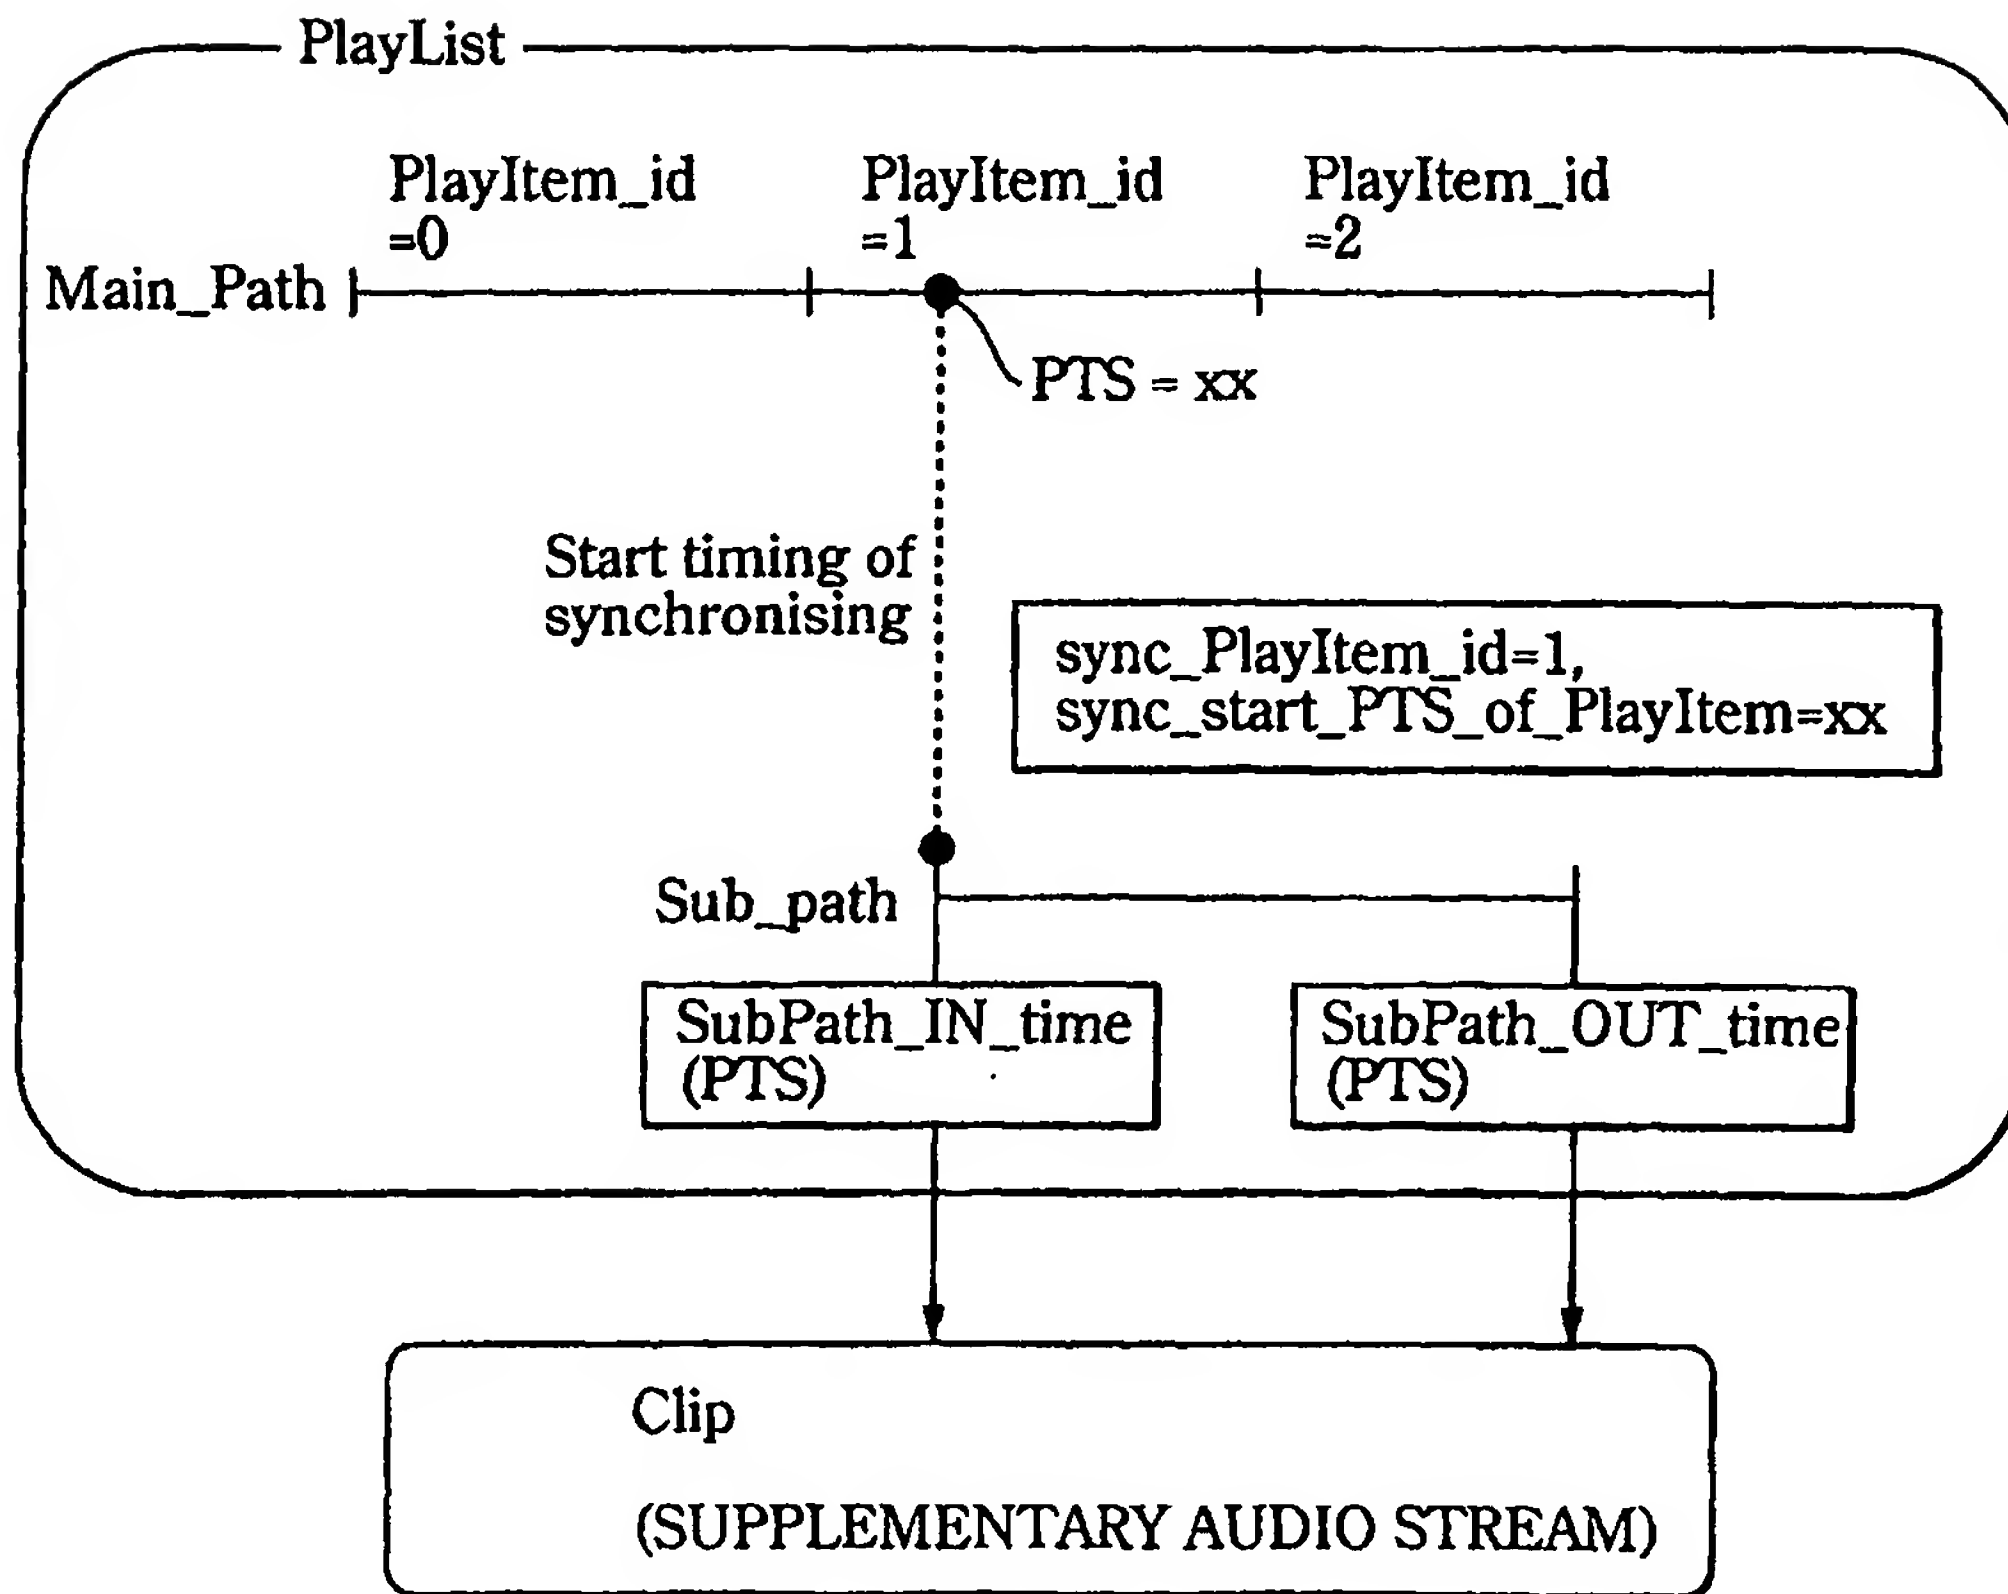 PlayList
PlayItem_id
=0
PlayItem_id
=1
PlayItem_id
=2
Main_Path
PTS = xx
Start timing of
synchronising
sync_PlayItem_id=1,
sync_start_PTS_of_PlayItem=xx
Sub_path
SubPath_IN_time
(PTS)
SubPath_OUT_time
(PTS)
Clip
(SUPPLEMENTARY AUDIO STREAM)